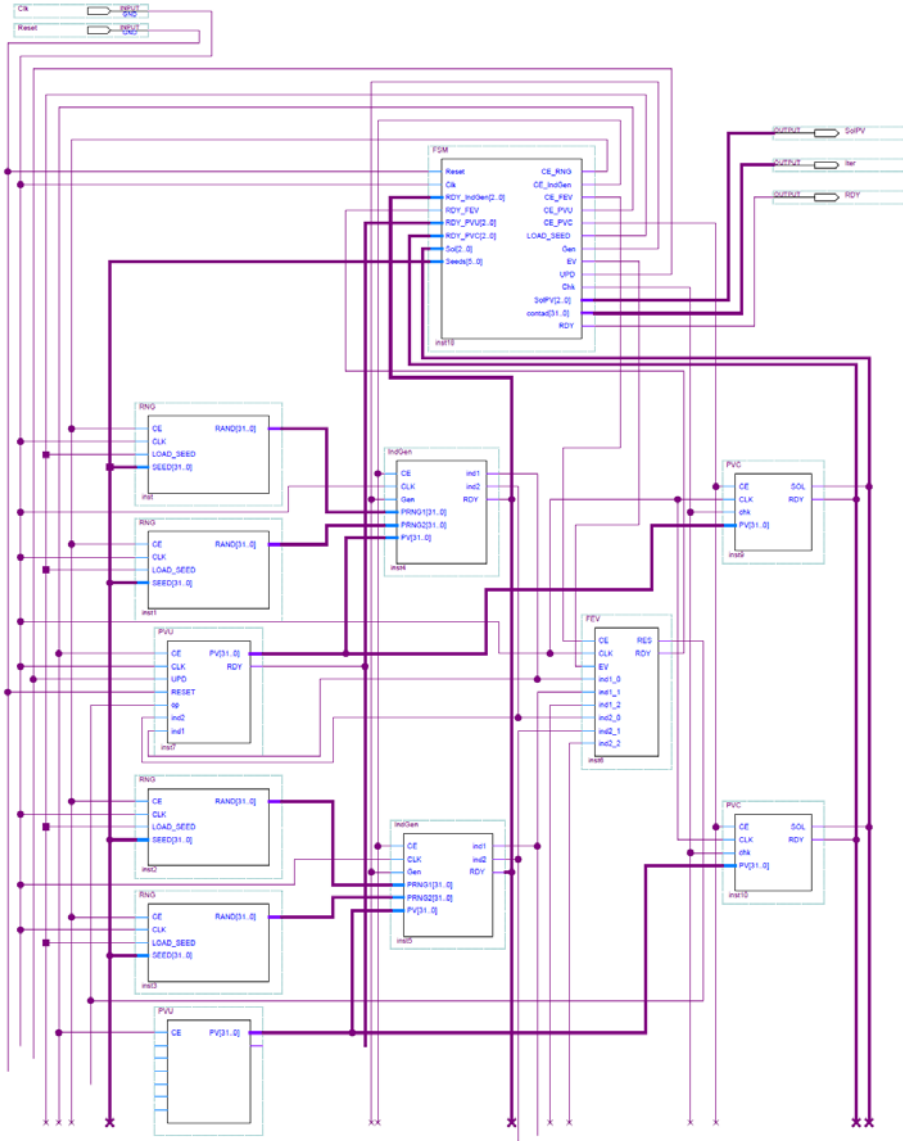 Clk INPUT
GND
Reset INPUT
GND
OUTPUT SolPV
OUTPUT Iter
OUTPUT RDY
FSM
Reset CE_RNG
Clk CE_IndGen
RDY_IndGen[2..0] CE_FEV
RDY_FEV CE_PVU
RDY_PVU[2..0] CE_PVC
RDY_PVC[2..0] LOAD_SEED
Sol[2..0] Gen
Seeds[5..0] EV
UPD
Chk
SolPV[2..0]
contad[31..0]
RDY
inst10
RNG
CE RAND[31..0]
CLK
LOAD_SEED
SEED[31..0]
inst
IndGen
CE ind1
CLK ind2
Gen RDY
PRNG1[31..0]
PRNG2[31..0]
PV[31..0]
inst4
PVC
CE SOL
CLK RDY
chk
PV[31..0]
inst9
RNG
CE RAND[31..0]
CLK
LOAD_SEED
SEED[31..0]
inst1
PVU
CE PV[31..0]
CLK RDY
UPD
RESET
op
ind2
ind1
inst7
FEV
CE RES
CLK RDY
EV
ind1_0
ind1_1
ind1_2
ind2_0
ind2_1
ind2_2
inst6
RNG
CE RAND[31..0]
CLK
LOAD_SEED
SEED[31..0]
inst2
IndGen
CE ind1
CLK ind2
Gen RDY
PRNG1[31..0]
PRNG2[31..0]
PV[31..0]
inst5
PVC
CE SOL
CLK RDY
chk
PV[31..0]
inst10
RNG
CE RAND[31..0]
CLK
LOAD_SEED
SEED[31..0]
inst3
PVU
CE PV[31..0]